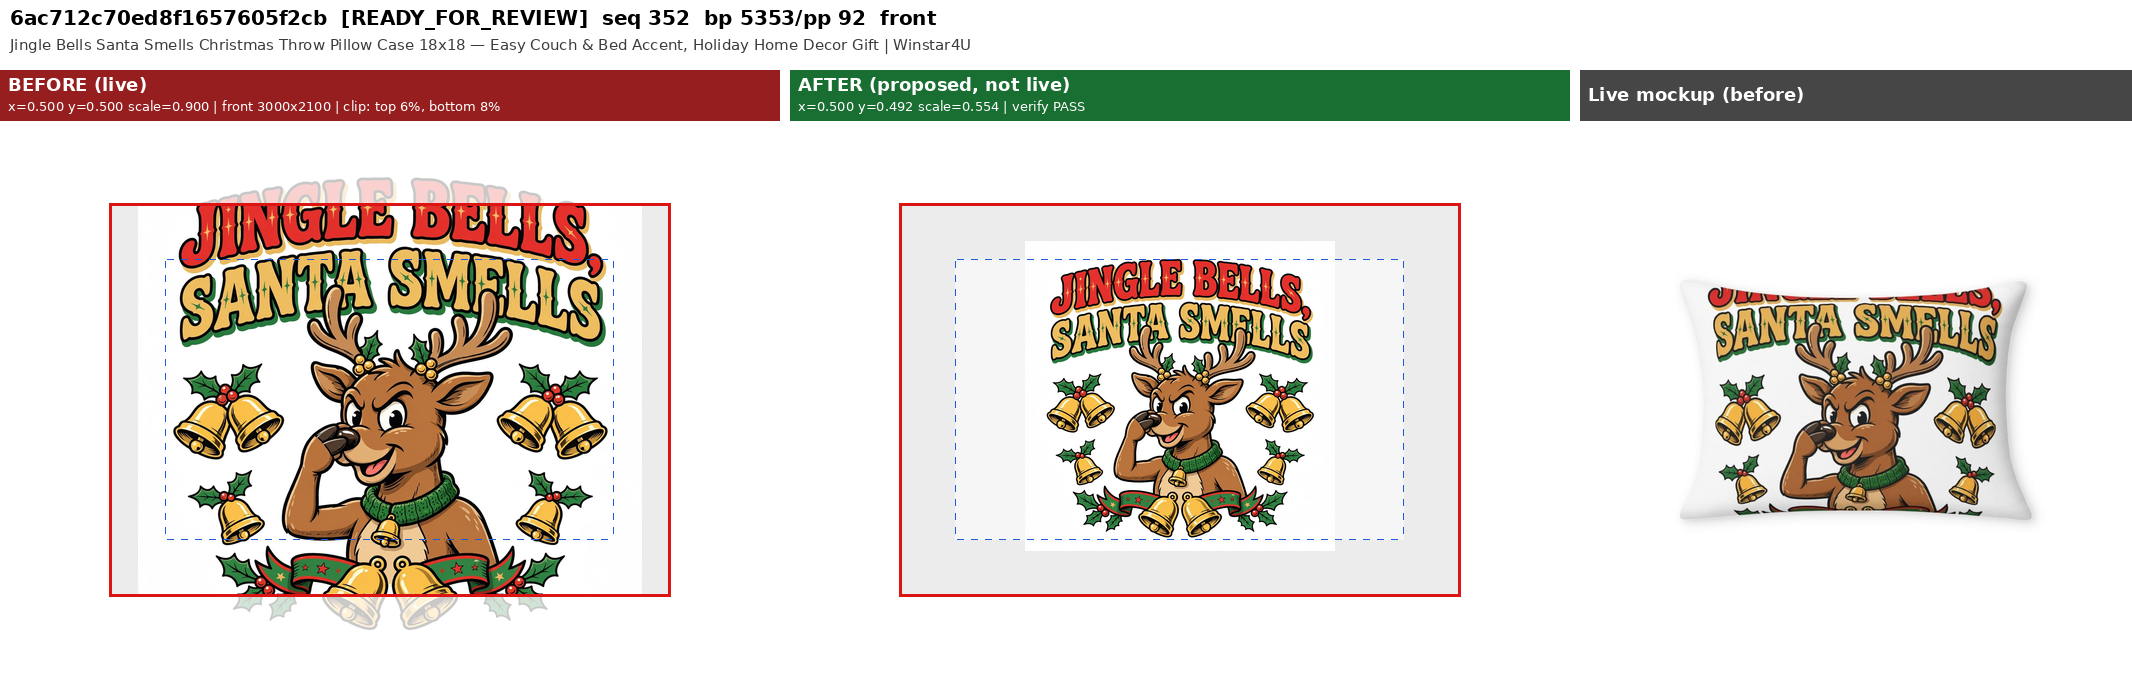 6ac712c70ed8f1657605f2cb [READY_FOR_REVIEW] seq 352 bp 5353/pp 92 front
Jingle Bells Santa Smells Christmas Throw Pillow Case 18x18 — Easy Couch & Bed Accent, Holiday Home Decor Gift | Winstar4U
BEFORE (live)
x=0.500 y=0.500 scale=0.900 | front 3000x2100 | clip: top 6%, bottom 8%
AFTER (proposed, not live)
x=0.500 y=0.492 scale=0.554 | verify PASS
Live mockup (before)
JINGLE BELLS,
SANTA SMELLS
JINGLE BELLS,
SANTA SMELLS
JINGLE BELLS,
SANTA SMELLS